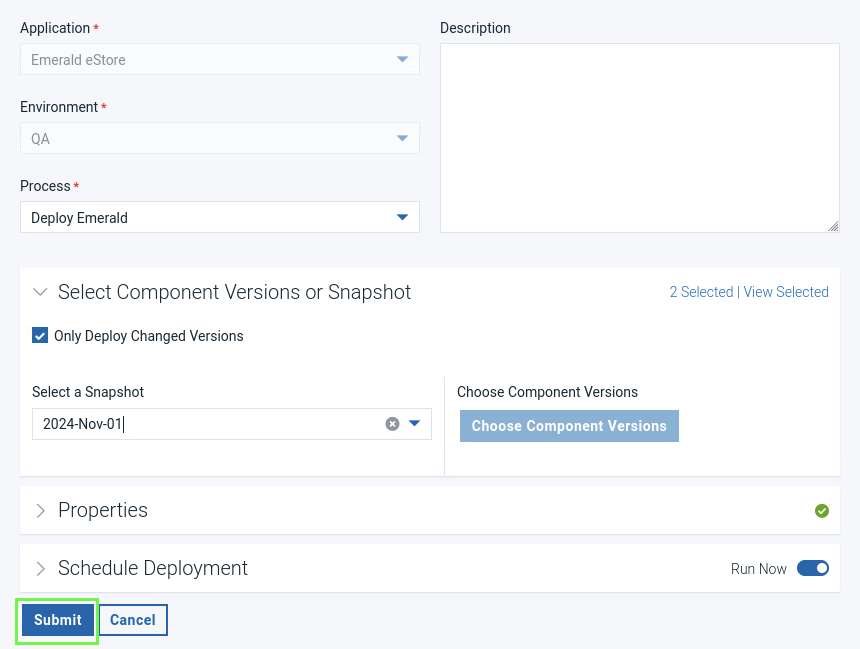 Application *
Emerald eStore
Environment *
QA
Process *
Deploy Emerald
Description
Select Component Versions or Snapshot
2 Selected | View Selected
Only Deploy Changed Versions
Select a Snapshot
2024-Nov-01
Choose Component Versions
Choose Component Versions
Properties
Schedule Deployment
Run Now
Submit
Cancel